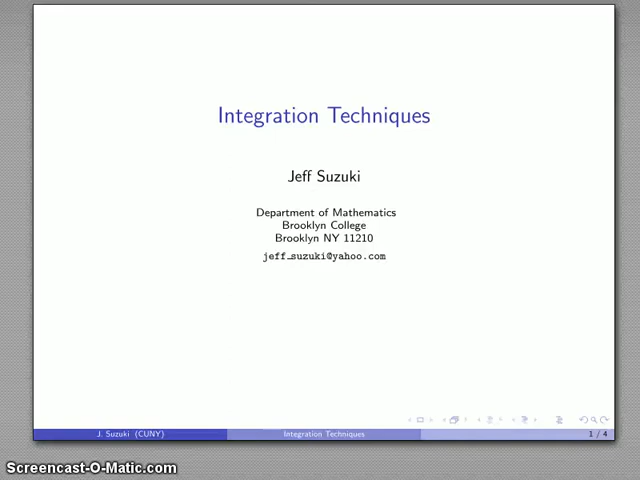 Integration Techniques
Jeff Suzuki
Department of Mathematics
Brooklyn College
Brooklyn NY 11210
jeff_suzuki@yahoo.com
J. Suzuki (CUNY) Integration Techniques 1 / 4
Screencast-O-Matic.com